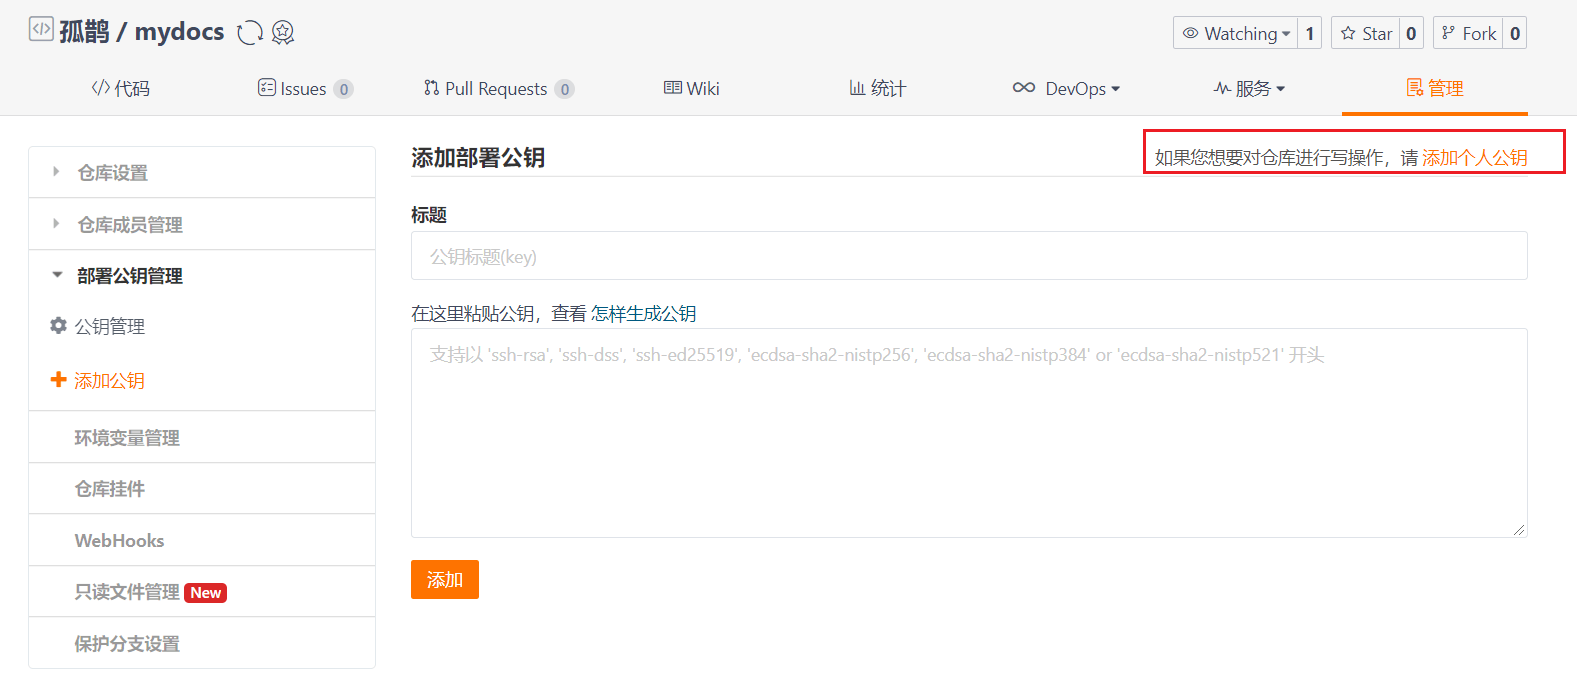 孤鹊 / mydocs
Watching 1 Star 0 Fork 0
代码 Issues 0 Pull Requests 0 Wiki 统计 DevOps 服务 管理
仓库设置
仓库成员管理
部署公钥管理
公钥管理
添加公钥
环境变量管理
仓库挂件
WebHooks
只读文件管理 New
保护分支设置
添加部署公钥
如果您想要对仓库进行写操作，请 添加个人公钥
标题
公钥标题(key)
在这里粘贴公钥，查看 怎样生成公钥
支持以 'ssh-rsa', 'ssh-dss', 'ssh-ed25519', 'ecdsa-sha2-nistp256', 'ecdsa-sha2-nistp384' or 'ecdsa-sha2-nistp521' 开头
添加